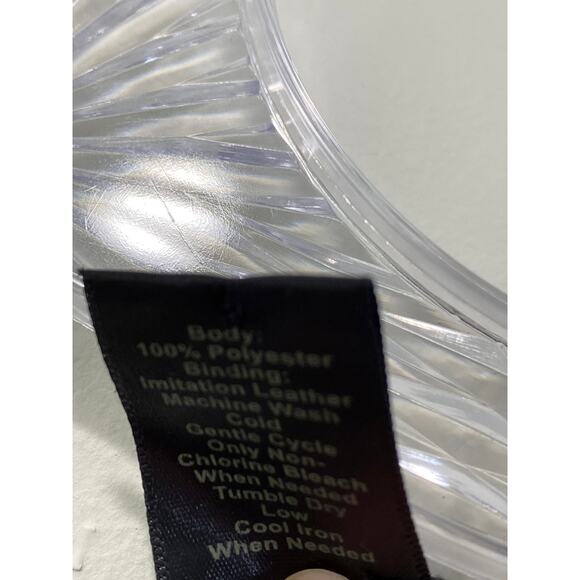 Body:
100% Polyester
Binding:
Imitation Leather
Machine Wash
Cold
Gentle Cycle
Only Non-
Chlorine Bleach
When Needed
Tumble Dry
Low
Cool Iron
When Needed